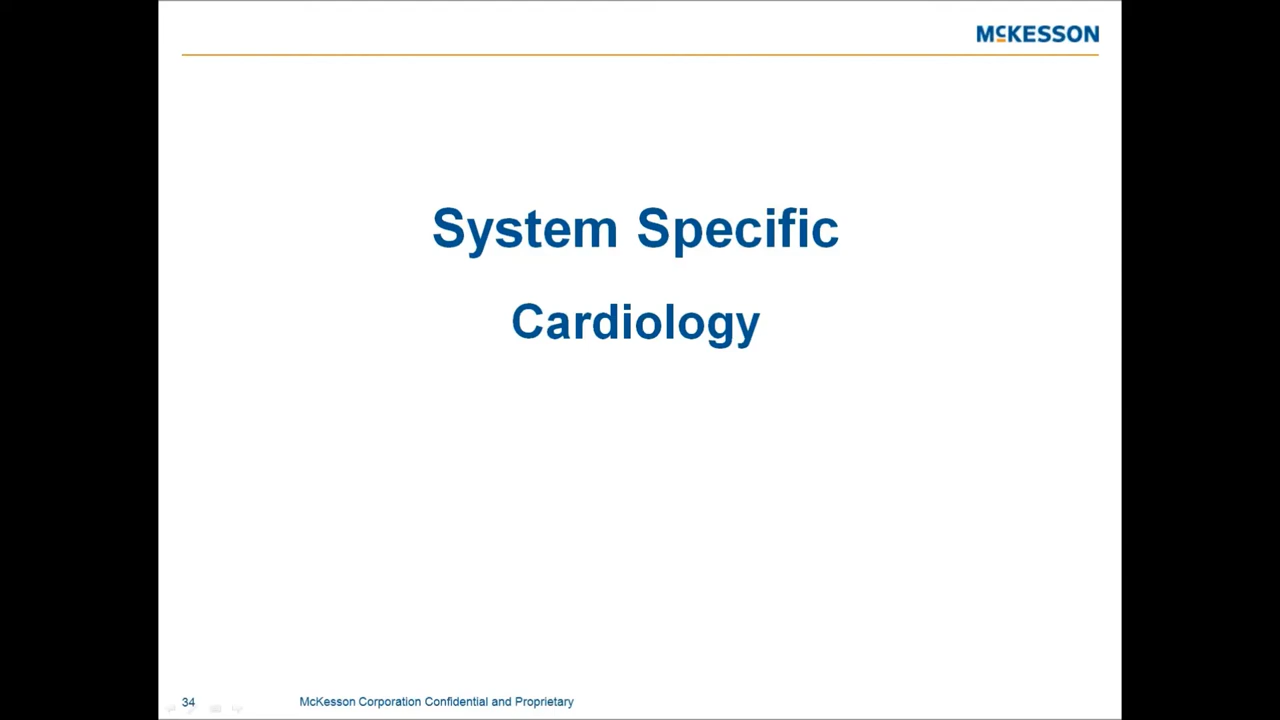 MCKESSON
System Specific
Cardiology
34 McKesson Corporation Confidential and Proprietary